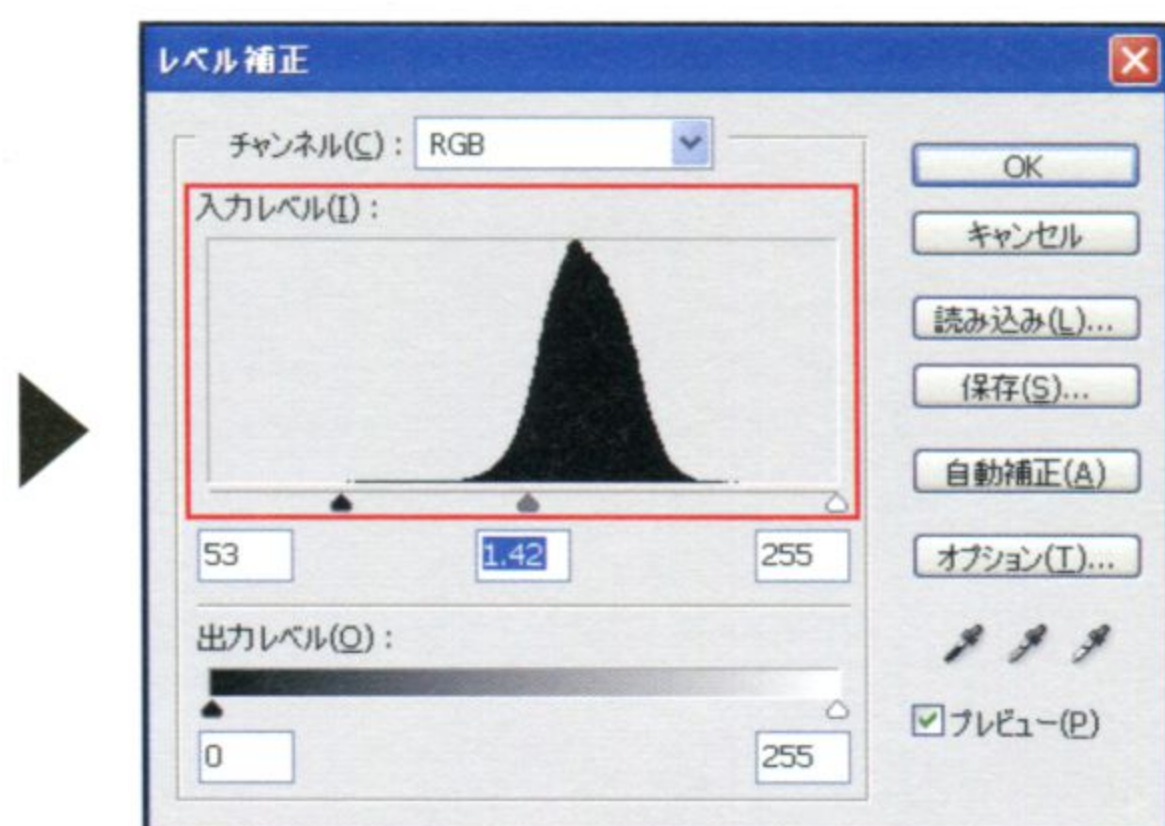 レベル補正
チャンネル(C): RGB
入力レベル(I):
53 1.42 255
出力レベル(O):
0 255
OK
キャンセル
読み込み(L)...
保存(S)...
自動補正(A)
オプション(T)...
プレビュー(P)